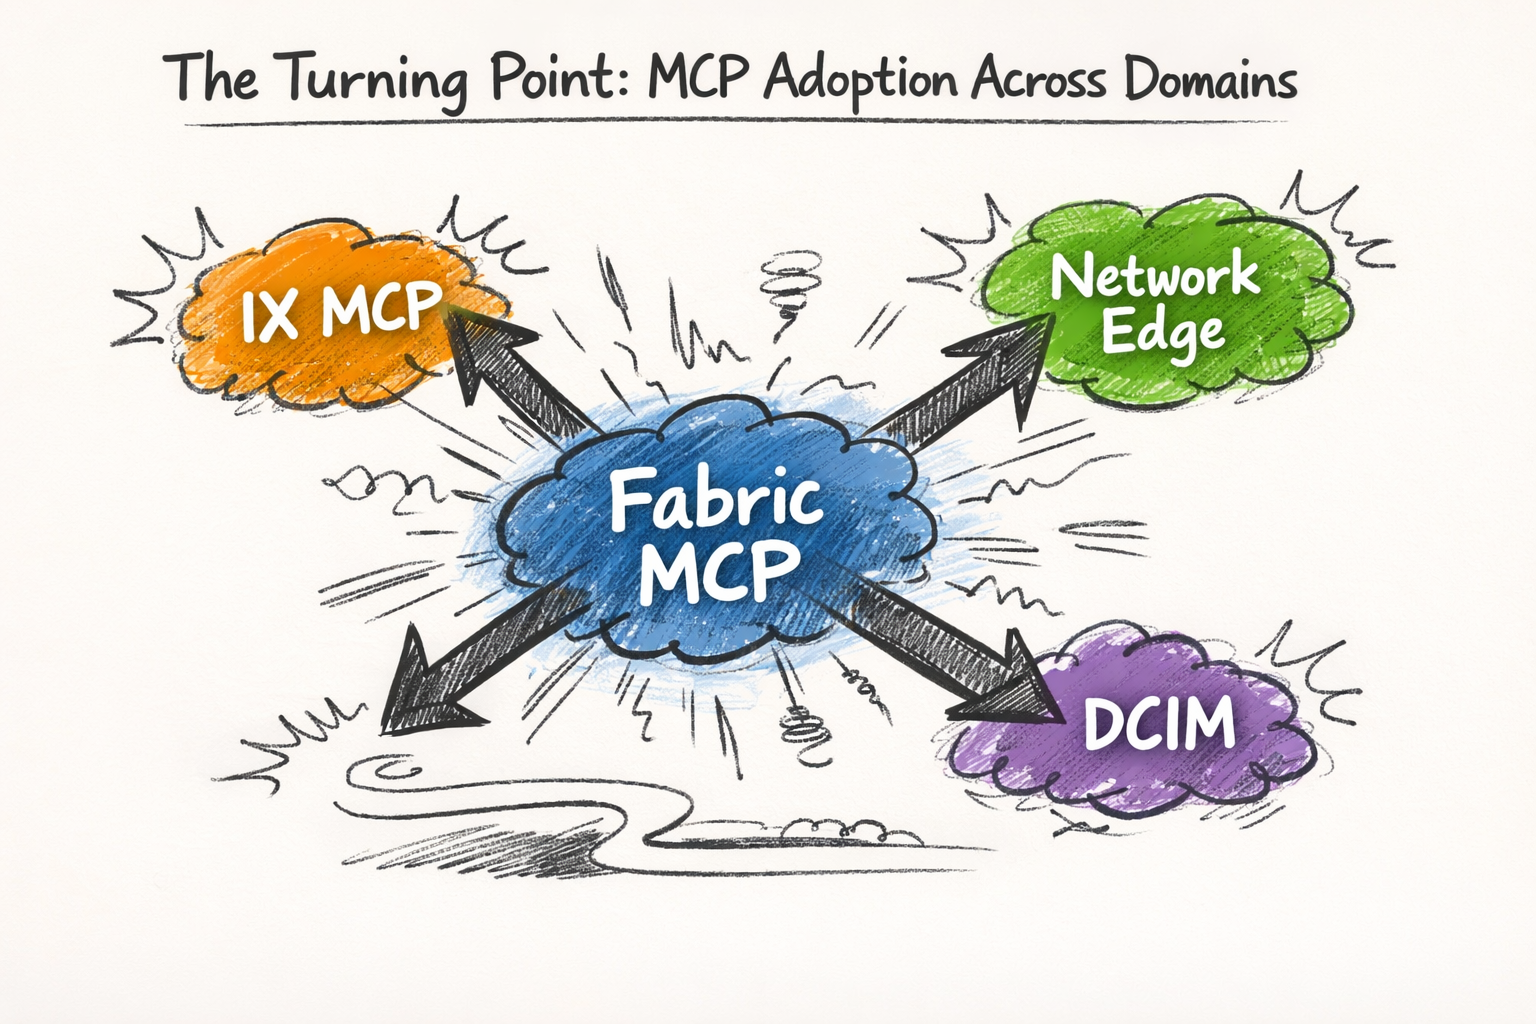 The Turning Point: MCP Adoption Across Domains
IX MCP
Network
Edge
Fabric
MCP
DCIM